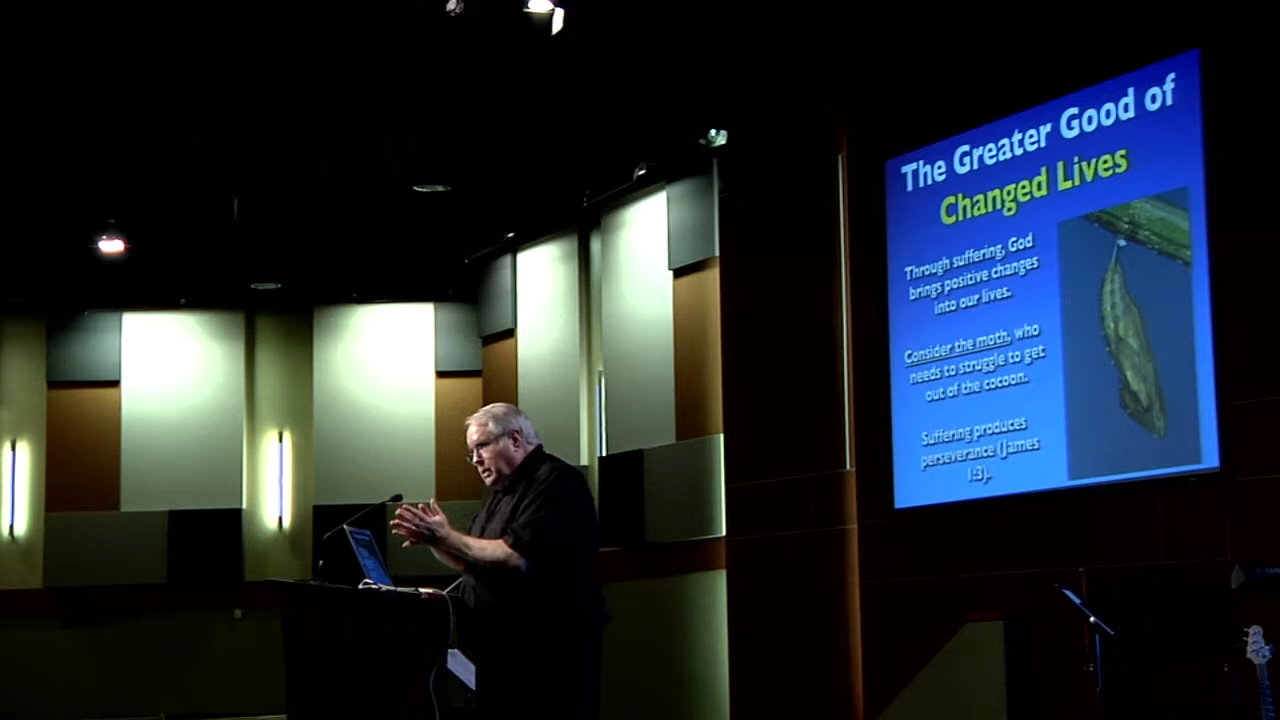 The Greater Good of
Changed Lives
Through suffering, God
brings positive changes
into our lives.
Consider the moth, who
needs to struggle to get
out of the cocoon.
Suffering produces
perseverance (James
1:3).